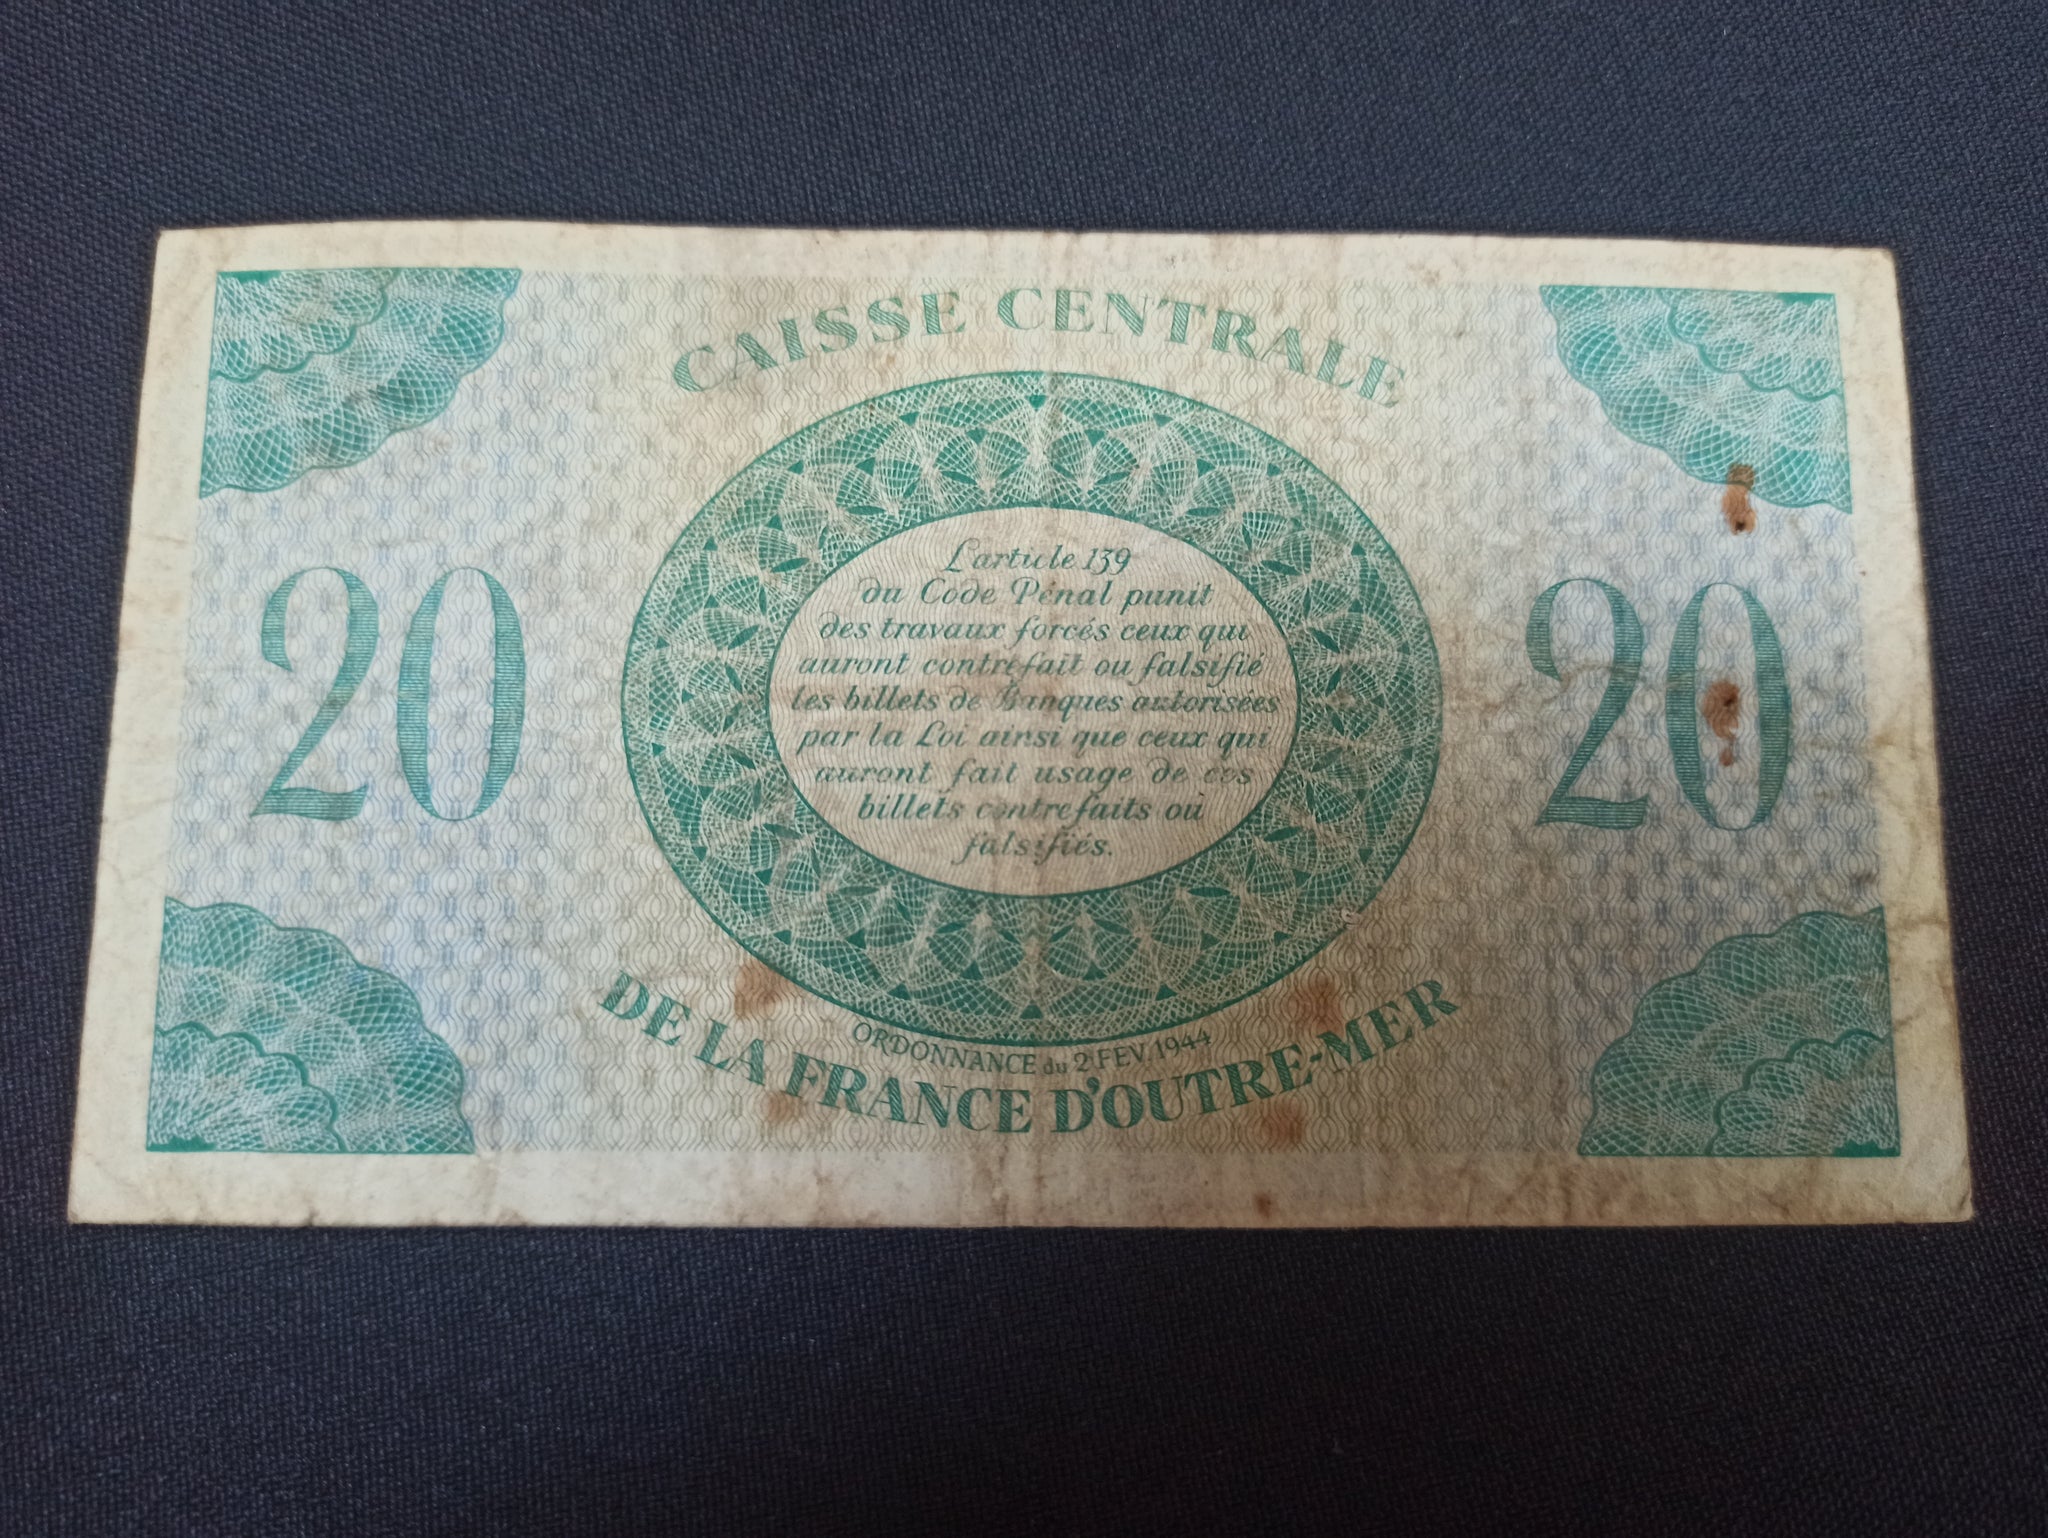 CAISSE CENTRALE
L'article 139
du Code Pénal punit
des travaux forcés ceux qui
auront contrefait ou falsifié
les billets de Banques autorisées
par la Loi ainsi que ceux qui
auront fait usage de ces
billets contrefaits ou
falsifiés.
20
20
ORDONNANCE du 2 FEV. 1944
DE LA FRANCE D'OUTRE-MER